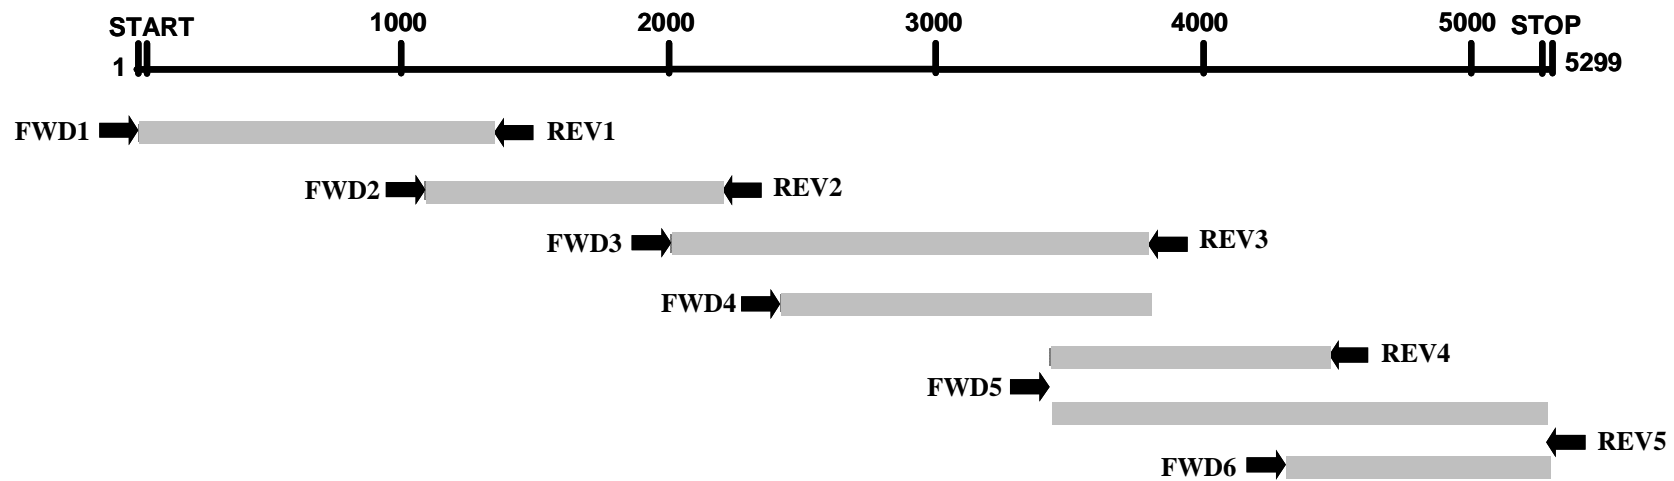 START 1000 2000 3000 4000 5000 STOP
1 5299
FWD1 REV1
FWD2 REV2
FWD3 REV3
FWD4
REV4
FWD5
REV5
FWD6